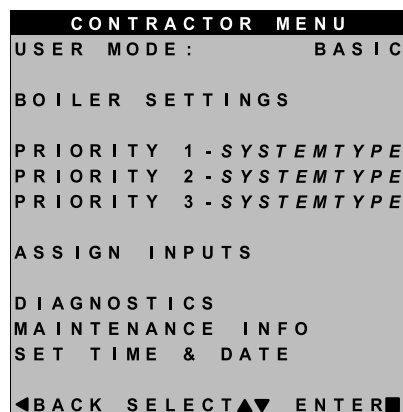 CONTRACTOR MENU
USER MODE: BASIC
BOILER SETTINGS
PRIORITY 1-SYSTEMTYPE
PRIORITY 2-SYSTEMTYPE
PRIORITY 3-SYSTEMTYPE
ASSIGN INPUTS
DIAGNOSTICS
MAINTENANCE INFO
SET TIME & DATE
◀BACK SELECT▲▼ ENTER■